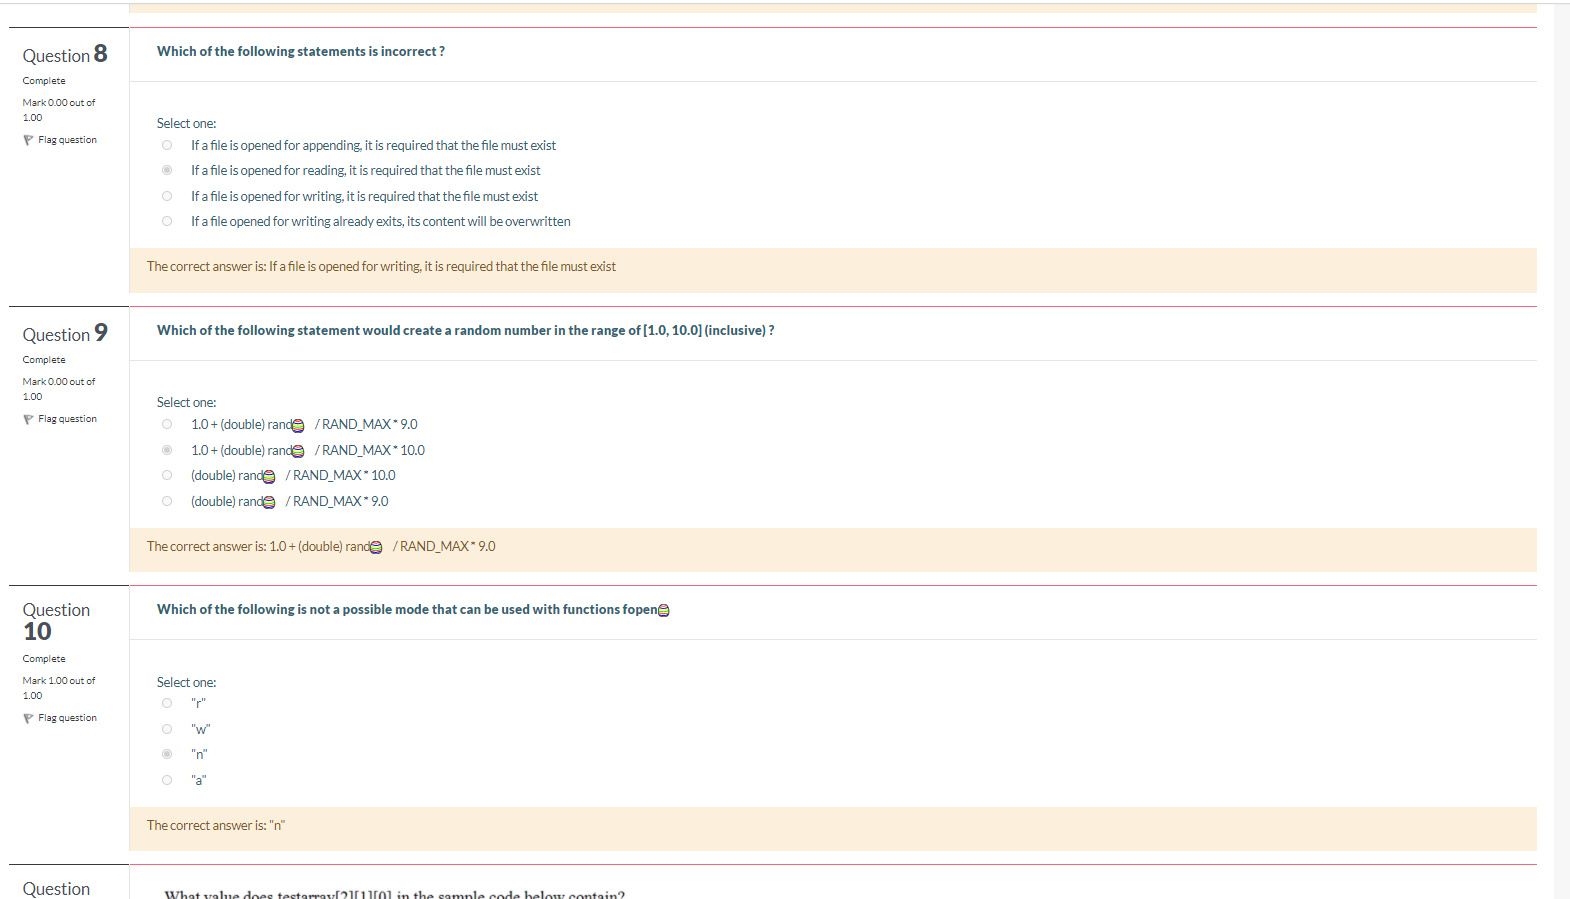 Question 8
Complete
Mark 0.00 out of
1.00
Flag question
Which of the following statements is incorrect ?
Select one:
If a file is opened for appending, it is required that the file must exist
If a file is opened for reading, it is required that the file must exist
If a file is opened for writing, it is required that the file must exist
If a file opened for writing already exits, its content will be overwritten
The correct answer is: If a file is opened for writing, it is required that the file must exist
Question 9
Complete
Mark 0.00 out of
1.00
Flag question
Which of the following statement would create a random number in the range of [1.0, 10.0] (inclusive) ?
Select one:
1.0 + (double) rand / RAND_MAX * 9.0
1.0 + (double) rand / RAND_MAX * 10.0
(double) rand / RAND_MAX * 10.0
(double) rand / RAND_MAX * 9.0
The correct answer is: 1.0 + (double) rand / RAND_MAX * 9.0
Question
10
Complete
Mark 1.00 out of
1.00
Flag question
Which of the following is not a possible mode that can be used with functions fopen
Select one:
"r"
"w"
"n"
"a"
The correct answer is: "n"
Question
What value does testarray[2][1][0] in the sample code below contain?